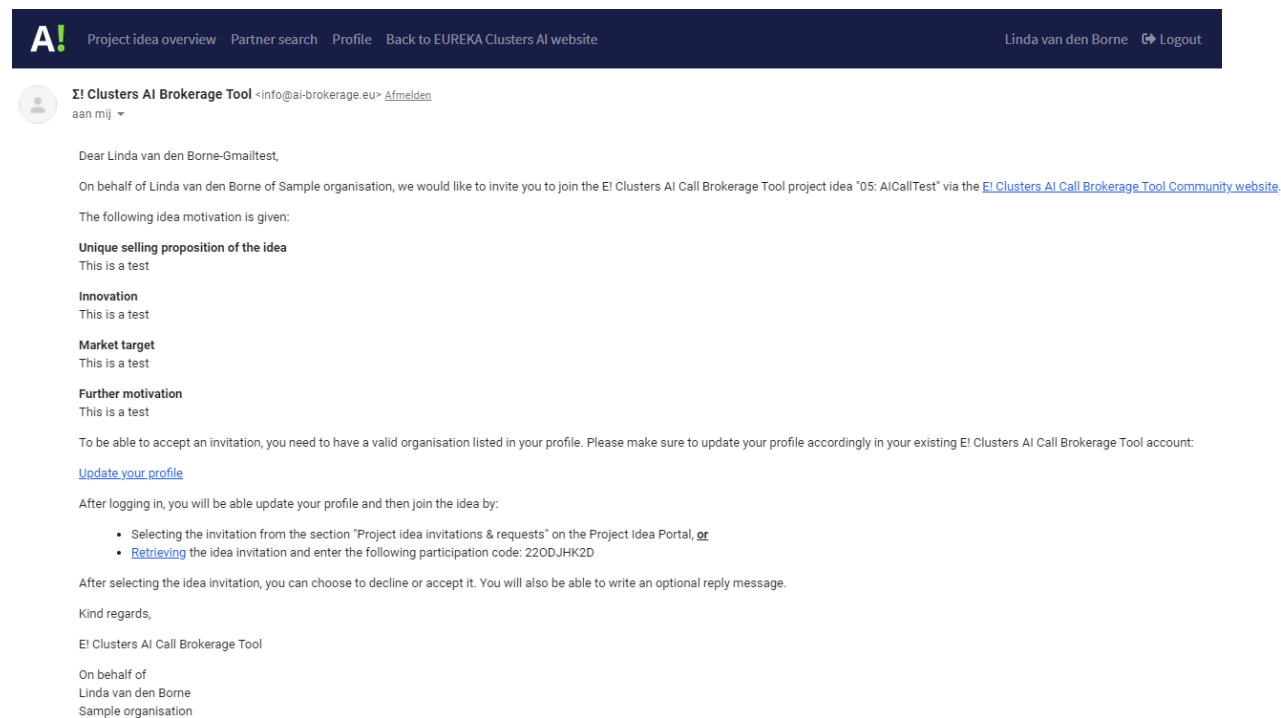 A! Project idea overview Partner search Profile Back to EUREKA Clusters AI website Linda van den Borne Logout
Σ! Clusters AI Brokerage Tool <info@ai-brokerage.eu> Afmelden
aan mij
Dear Linda van den Borne-Gmailtest,
On behalf of Linda van den Borne of Sample organisation, we would like to invite you to join the E! Clusters AI Call Brokerage Tool project idea "05: AICallTest" via the E! Clusters AI Call Brokerage Tool Community website.
The following idea motivation is given:
Unique selling proposition of the idea
This is a test
Innovation
This is a test
Market target
This is a test
Further motivation
This is a test
To be able to accept an invitation, you need to have a valid organisation listed in your profile. Please make sure to update your profile accordingly in your existing E! Clusters AI Call Brokerage Tool account:
Update your profile
After logging in, you will be able update your profile and then join the idea by:
• Selecting the invitation from the section "Project idea invitations & requests" on the Project Idea Portal, or
• Retrieving the idea invitation and enter the following participation code: 22ODJHK2D
After selecting the idea invitation, you can choose to decline or accept it. You will also be able to write an optional reply message.
Kind regards,
E! Clusters AI Call Brokerage Tool
On behalf of
Linda van den Borne
Sample organisation